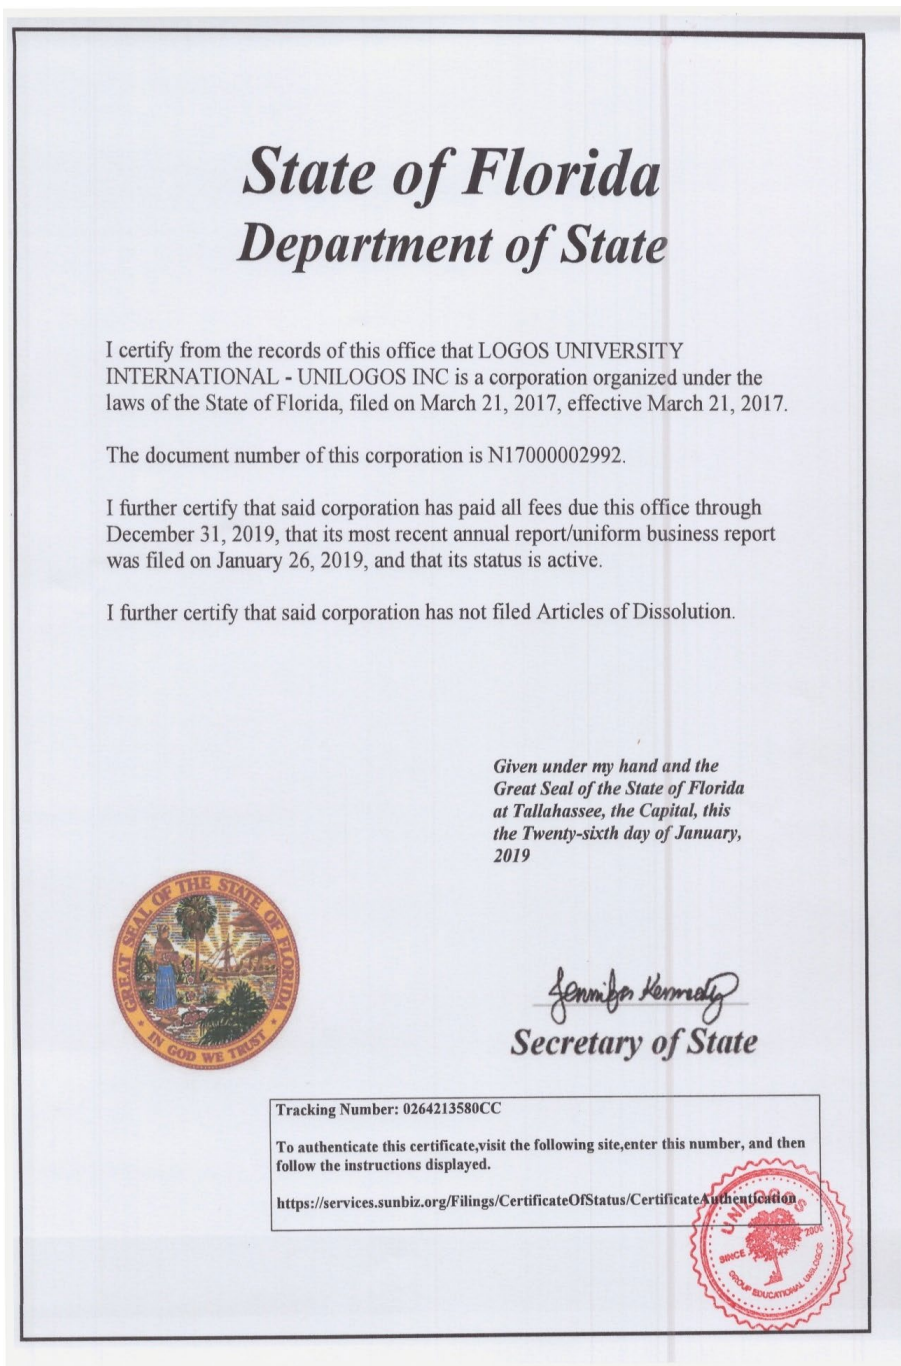 State of Florida
Department of State
I certify from the records of this office that LOGOS UNIVERSITY
INTERNATIONAL - UNILOGOS INC is a corporation organized under the
laws of the State of Florida, filed on March 21, 2017, effective March 21, 2017.
The document number of this corporation is N17000002992.
I further certify that said corporation has paid all fees due this office through
December 31, 2019, that its most recent annual report/uniform business report
was filed on January 26, 2019, and that its status is active.
I further certify that said corporation has not filed Articles of Dissolution.
Given under my hand and the
Great Seal of the State of Florida
at Tallahassee, the Capital, this
the Twenty-sixth day of January,
2019
GREAT SEAL OF THE STATE OF FLORIDA
IN GOD WE TRUST
Jennifer Kennedy
Secretary of State
Tracking Number: 0264213580CC
To authenticate this certificate,visit the following site,enter this number, and then
follow the instructions displayed.
https://services.sunbiz.org/Filings/CertificateOfStatus/CertificateAuthentication
UNILOGOS
SINCE 2006
GROUP EDUCATIONAL UNILOGOS